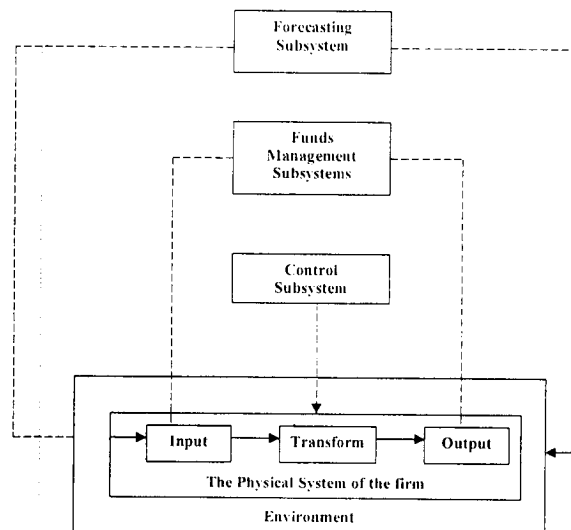 Forecasting
Subsystem
Funds
Management
Subsystems
Control
Subsystem
Input
Transform
Output
The Physical System of the firm
Environment